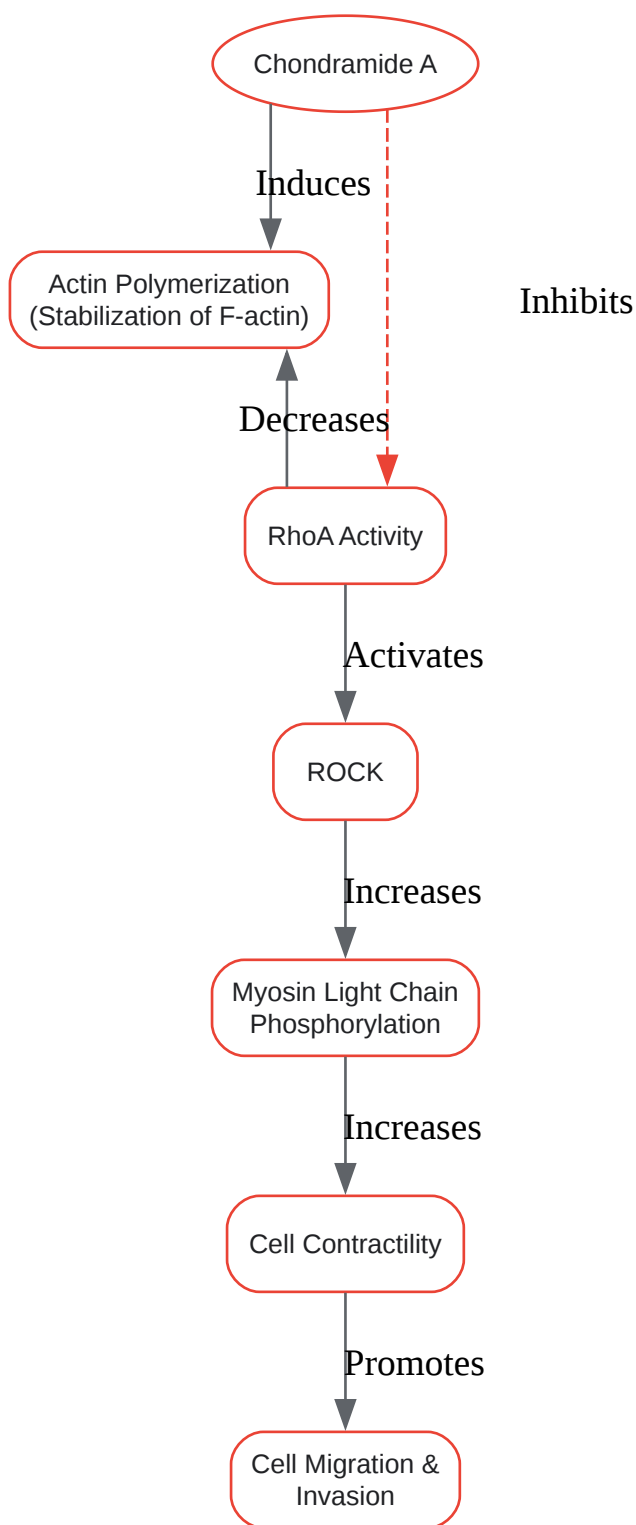 Chondramide A
Induces
Actin Polymerization
(Stabilization of F-actin)
Inhibits
Decreases
RhoA Activity
Activates
ROCK
Increases
Myosin Light Chain
Phosphorylation
Increases
Cell Contractility
Promotes
Cell Migration &
Invasion